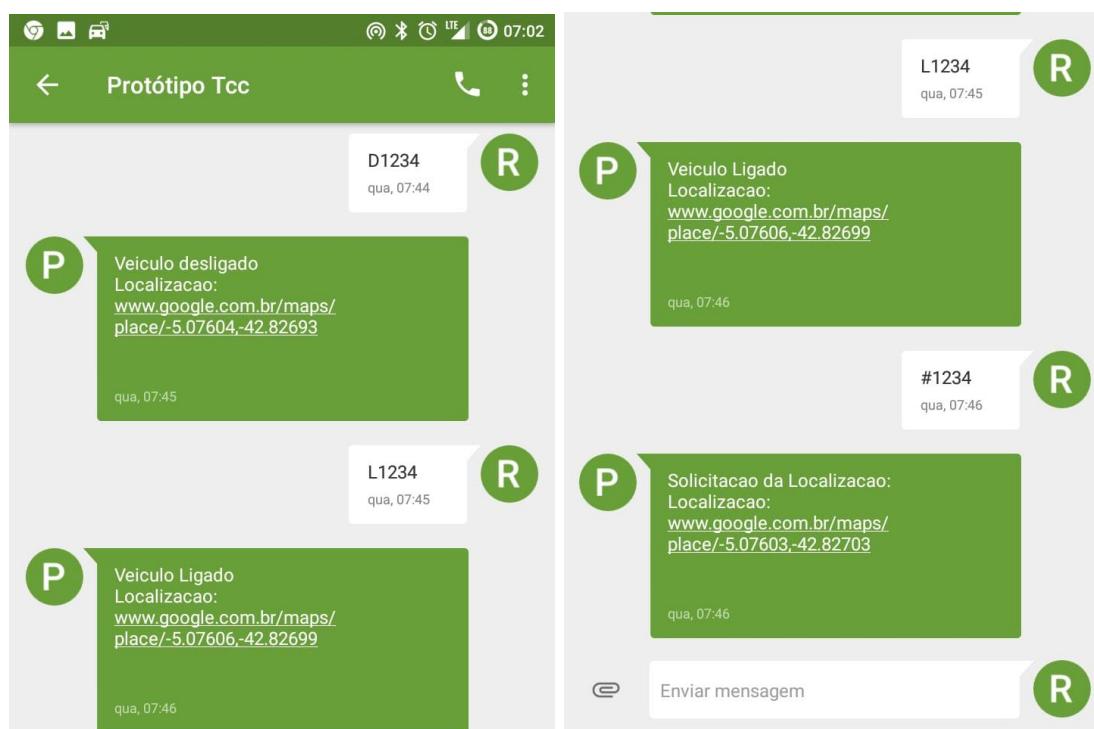 LTE 88 07:02
Protótipo Tcc
D1234
qua, 07:44
R
P
Veiculo desligado
Localizacao:
www.google.com.br/maps/
place/-5.07604,-42.82693
qua, 07:45
L1234
qua, 07:45
R
P
Veiculo Ligado
Localizacao:
www.google.com.br/maps/
place/-5.07606,-42.82699
qua, 07:46
L1234
qua, 07:45
R
P
Veiculo Ligado
Localizacao:
www.google.com.br/maps/
place/-5.07606,-42.82699
qua, 07:46
#1234
qua, 07:46
R
P
Solicitacao da Localizacao:
Localizacao:
www.google.com.br/maps/
place/-5.07603,-42.82703
qua, 07:46
Enviar mensagem
R